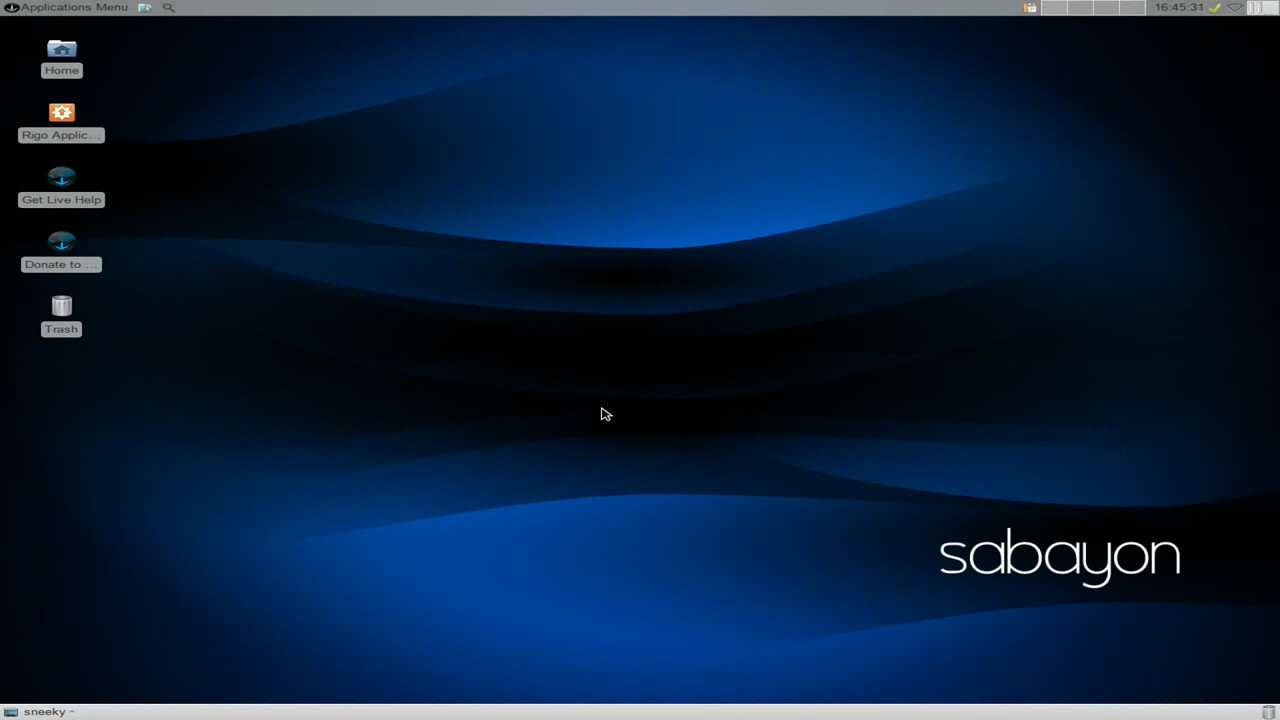 Applications Menu
16:45:31
Home
Rigo Applic...
Get Live Help
Donate to ...
Trash
sabayon
sneeky